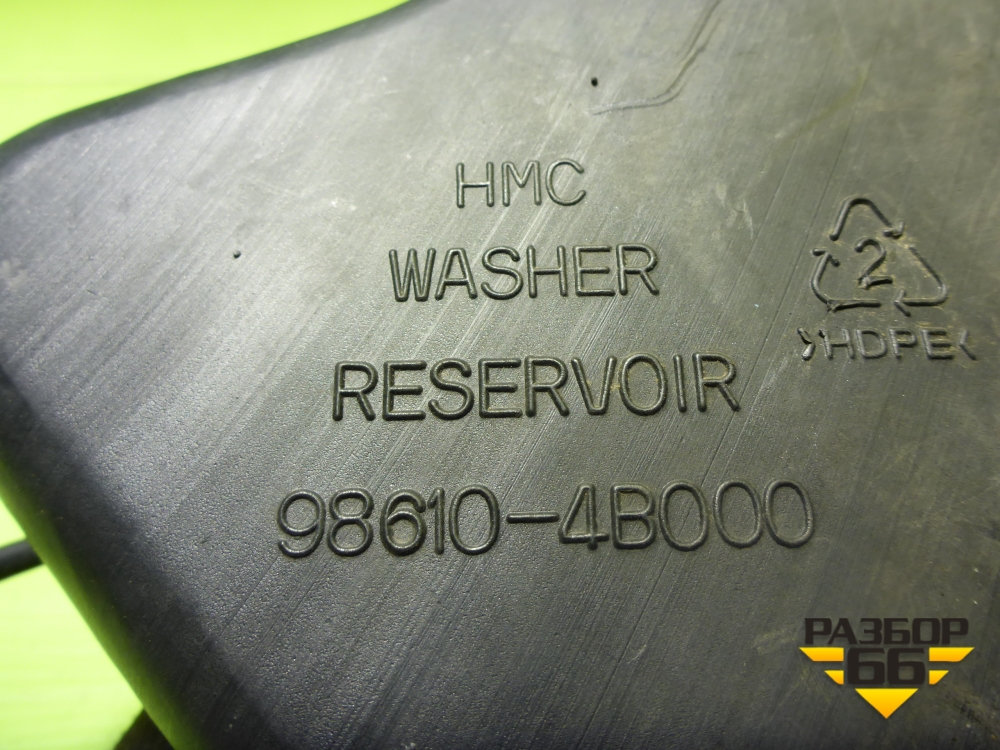 HMC
WASHER
RESERVOIR
98610-4B000
2
>HDPE<
РАЗБОР
66